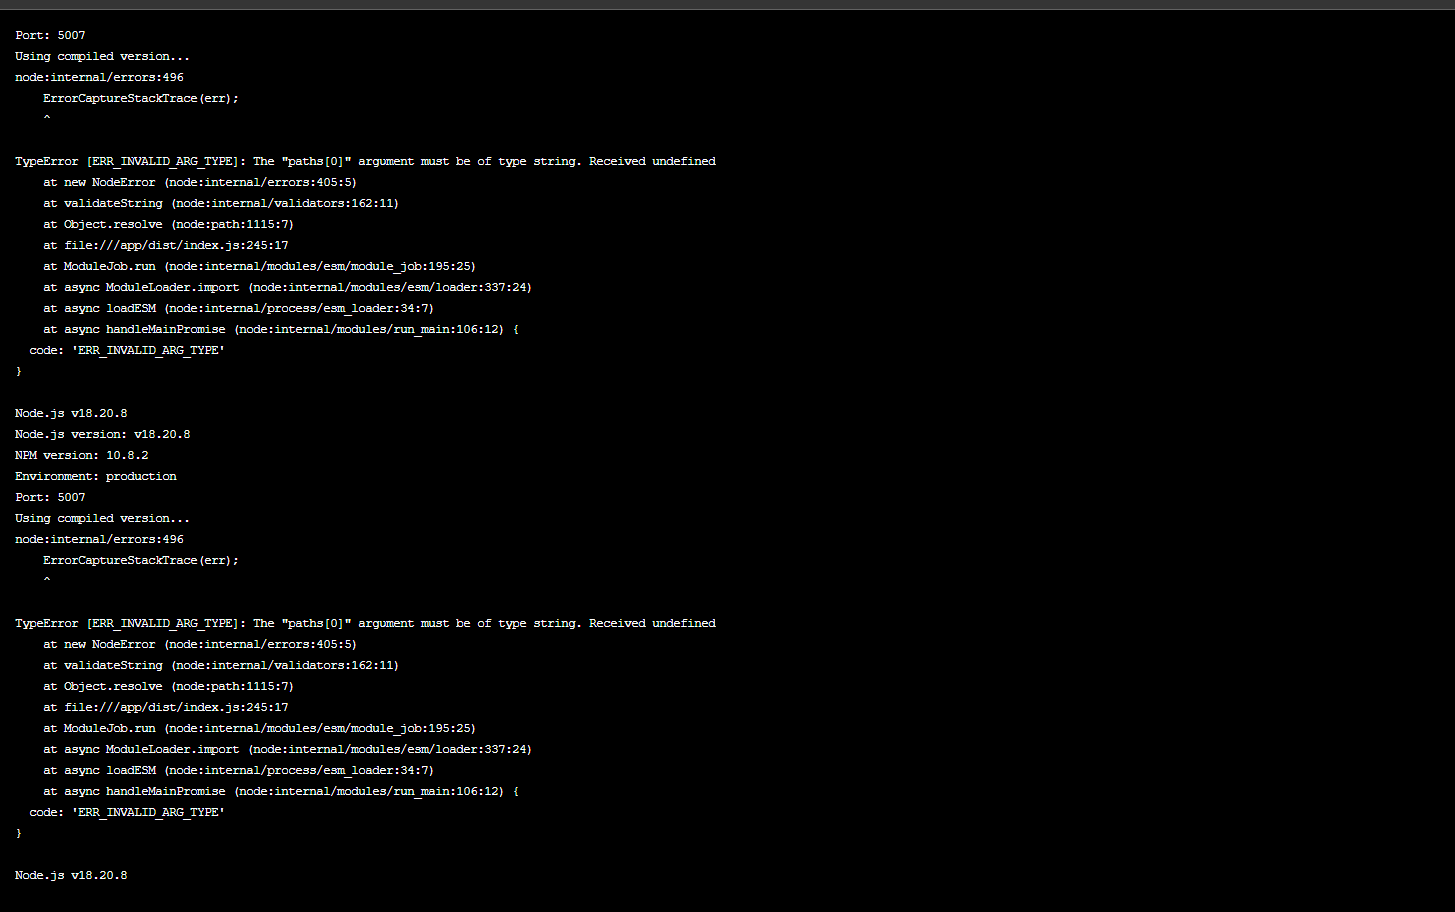 Port: 5007
Using compiled version...
node:internal/errors:496
    ErrorCaptureStackTrace(err);
    ^
TypeError [ERR_INVALID_ARG_TYPE]: The "paths[0]" argument must be of type string. Received undefined
    at new NodeError (node:internal/errors:405:5)
    at validateString (node:internal/validators:162:11)
    at Object.resolve (node:path:1115:7)
    at file:///app/dist/index.js:245:17
    at ModuleJob.run (node:internal/modules/esm/module_job:195:25)
    at async ModuleLoader.import (node:internal/modules/esm/loader:337:24)
    at async loadESM (node:internal/process/esm_loader:34:7)
    at async handleMainPromise (node:internal/modules/run_main:106:12) {
  code: 'ERR_INVALID_ARG_TYPE'
}
Node.js v18.20.8
Node.js version: v18.20.8
NPM version: 10.8.2
Environment: production
Port: 5007
Using compiled version...
node:internal/errors:496
    ErrorCaptureStackTrace(err);
    ^
TypeError [ERR_INVALID_ARG_TYPE]: The "paths[0]" argument must be of type string. Received undefined
    at new NodeError (node:internal/errors:405:5)
    at validateString (node:internal/validators:162:11)
    at Object.resolve (node:path:1115:7)
    at file:///app/dist/index.js:245:17
    at ModuleJob.run (node:internal/modules/esm/module_job:195:25)
    at async ModuleLoader.import (node:internal/modules/esm/loader:337:24)
    at async loadESM (node:internal/process/esm_loader:34:7)
    at async handleMainPromise (node:internal/modules/run_main:106:12) {
  code: 'ERR_INVALID_ARG_TYPE'
}
Node.js v18.20.8